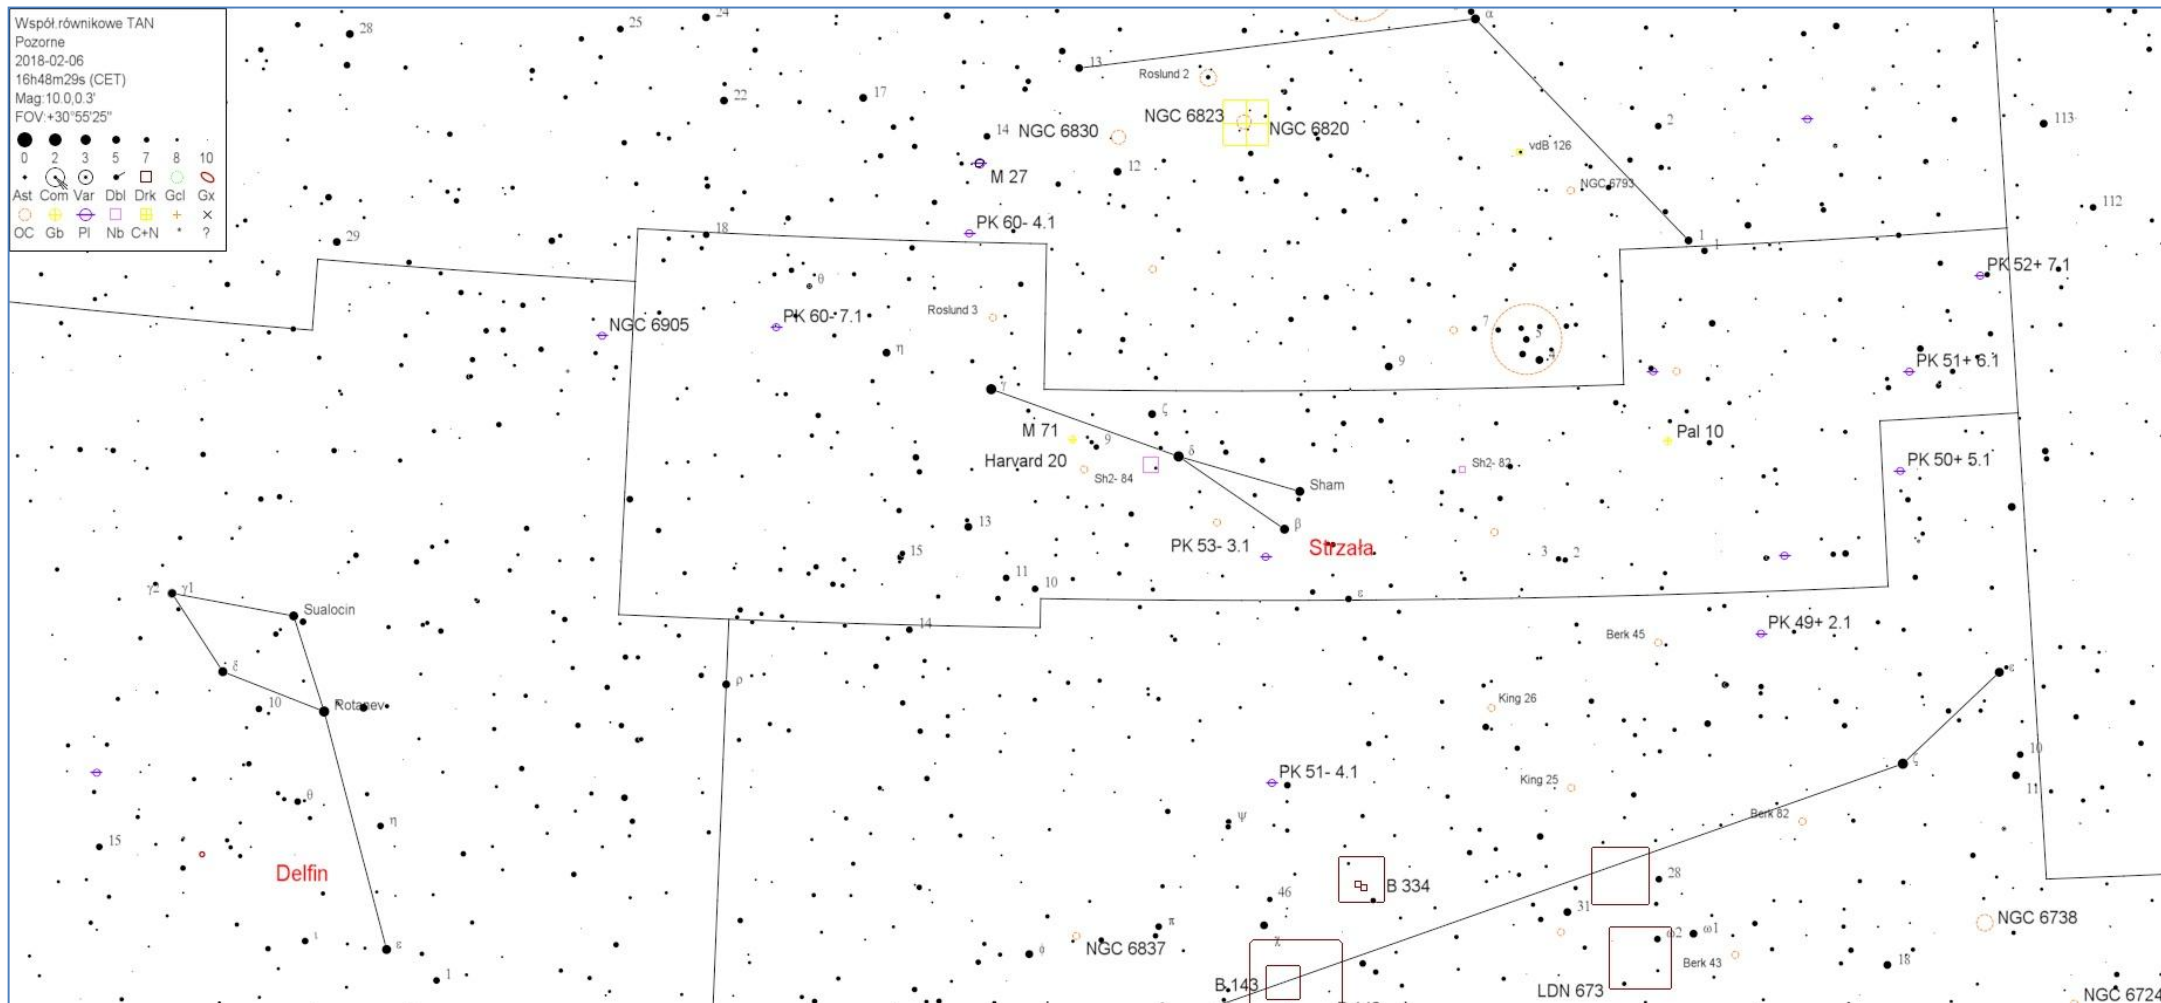 Współ.równikowe TAN
Pozorne
2018-02-06
16h48m29s (CET)
Mag:10.0,0.3'
FOV:+30°55'25"
0 2 3 5 7 8 10
Ast Com Var Dbl Drk Gcl Gx
OC Gb Pl Nb C+N * ?
28
25
24
α
13
Roslund 2
22
17
NGC 6823
NGC 6830
NGC 6820
14
2
113
vdB 126
12
M 27
NGC 6793
112
PK 60- 4.1
18
29
1
1
PK 52+ 7.1
θ
Roslund 3
PK 60- 7.1
NGC 6905
7
5
4
η
9
PK 51+ 6.1
γ
ζ
M 71
9
Pal 10
δ
Harvard 20
Sh2- 84
Sh2- 82
PK 50+ 5.1
Sham
13
β
PK 53- 3.1
Strzała
15
3
2
11
10
γ2
γ1
Sualocin
ε
14
PK 49+ 2.1
Berk 45
δ
ε
ρ
10
Rotanev
King 26
10
ζ
PK 51- 4.1
King 25
11
θ
Berk 82
η
ψ
15
Delfin
28
B 334
46
31
π
NGC 6738
ι
χ
ω2
ω1
NGC 6837
ε
φ
Berk 43
18
1
B 143
LDN 673
NGC 6724